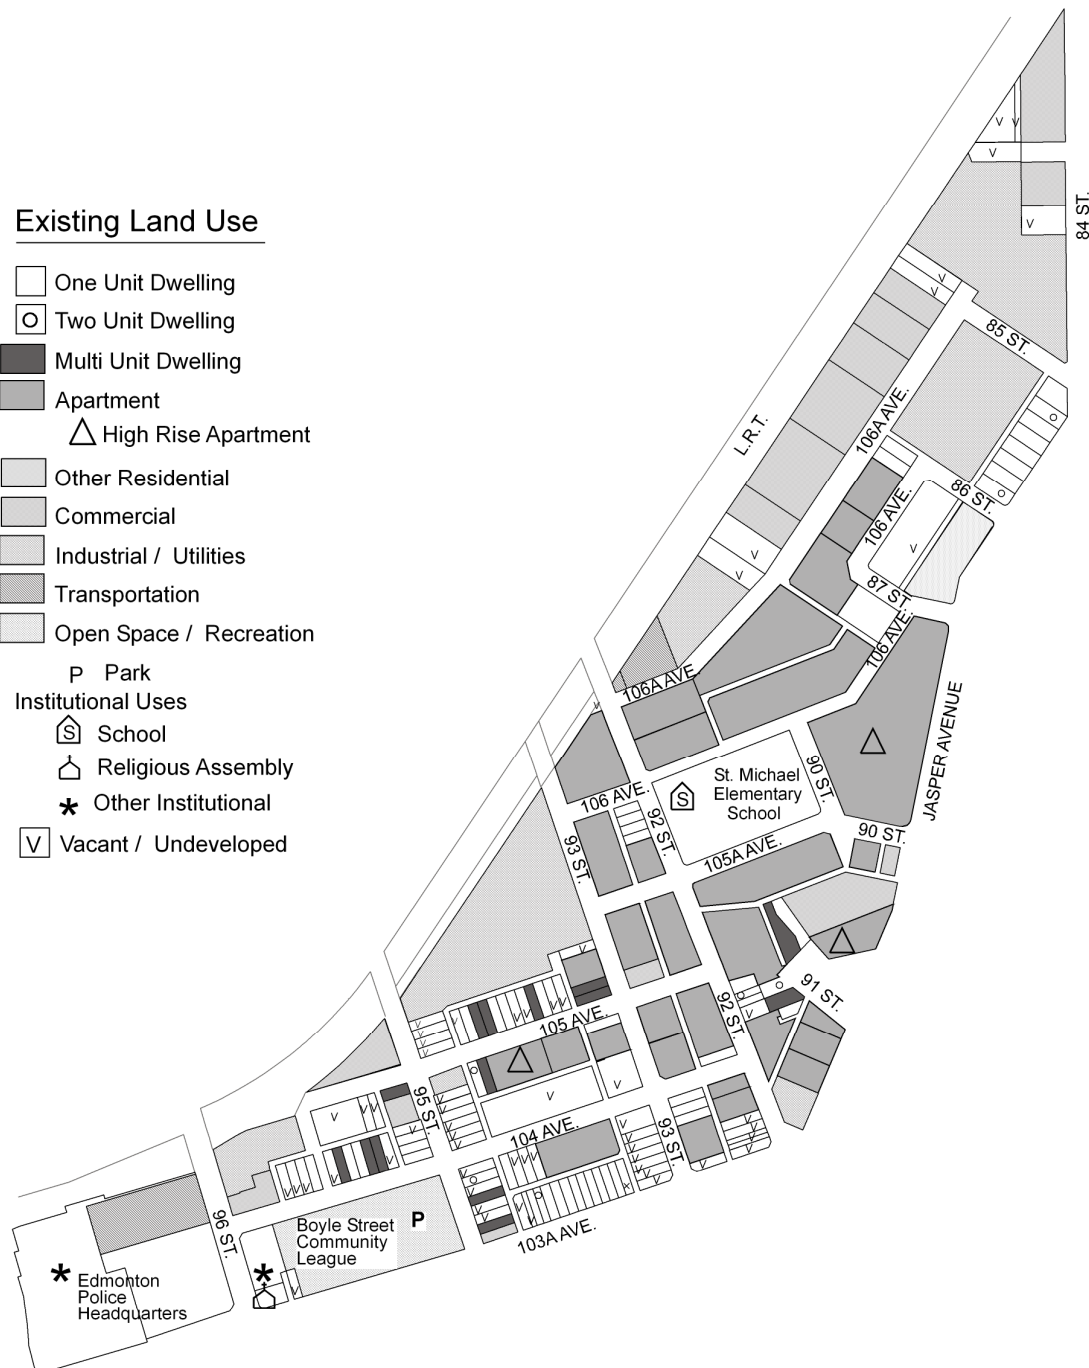 Existing Land Use
One Unit Dwelling
O Two Unit Dwelling
Multi Unit Dwelling
Apartment
High Rise Apartment
Other Residential
Commercial
Industrial / Utilities
Transportation
Open Space / Recreation
P Park
Institutional Uses
S School
Religious Assembly
* Other Institutional
V Vacant / Undeveloped
84 ST.
85 ST.
L.R.T.
106A AVE.
86 ST.
106 AVE.
87 ST.
106 AVE.
106A AVE.
JASPER AVENUE
St. Michael
Elementary
School
S
90 ST.
106 AVE.
92 ST.
93 ST.
90 ST.
105A AVE.
91 ST.
92 ST.
105 AVE.
95 ST.
104 AVE.
93 ST.
103A AVE.
96 ST.
Boyle Street
Community
League
P
*
* Edmonton
Police
Headquarters